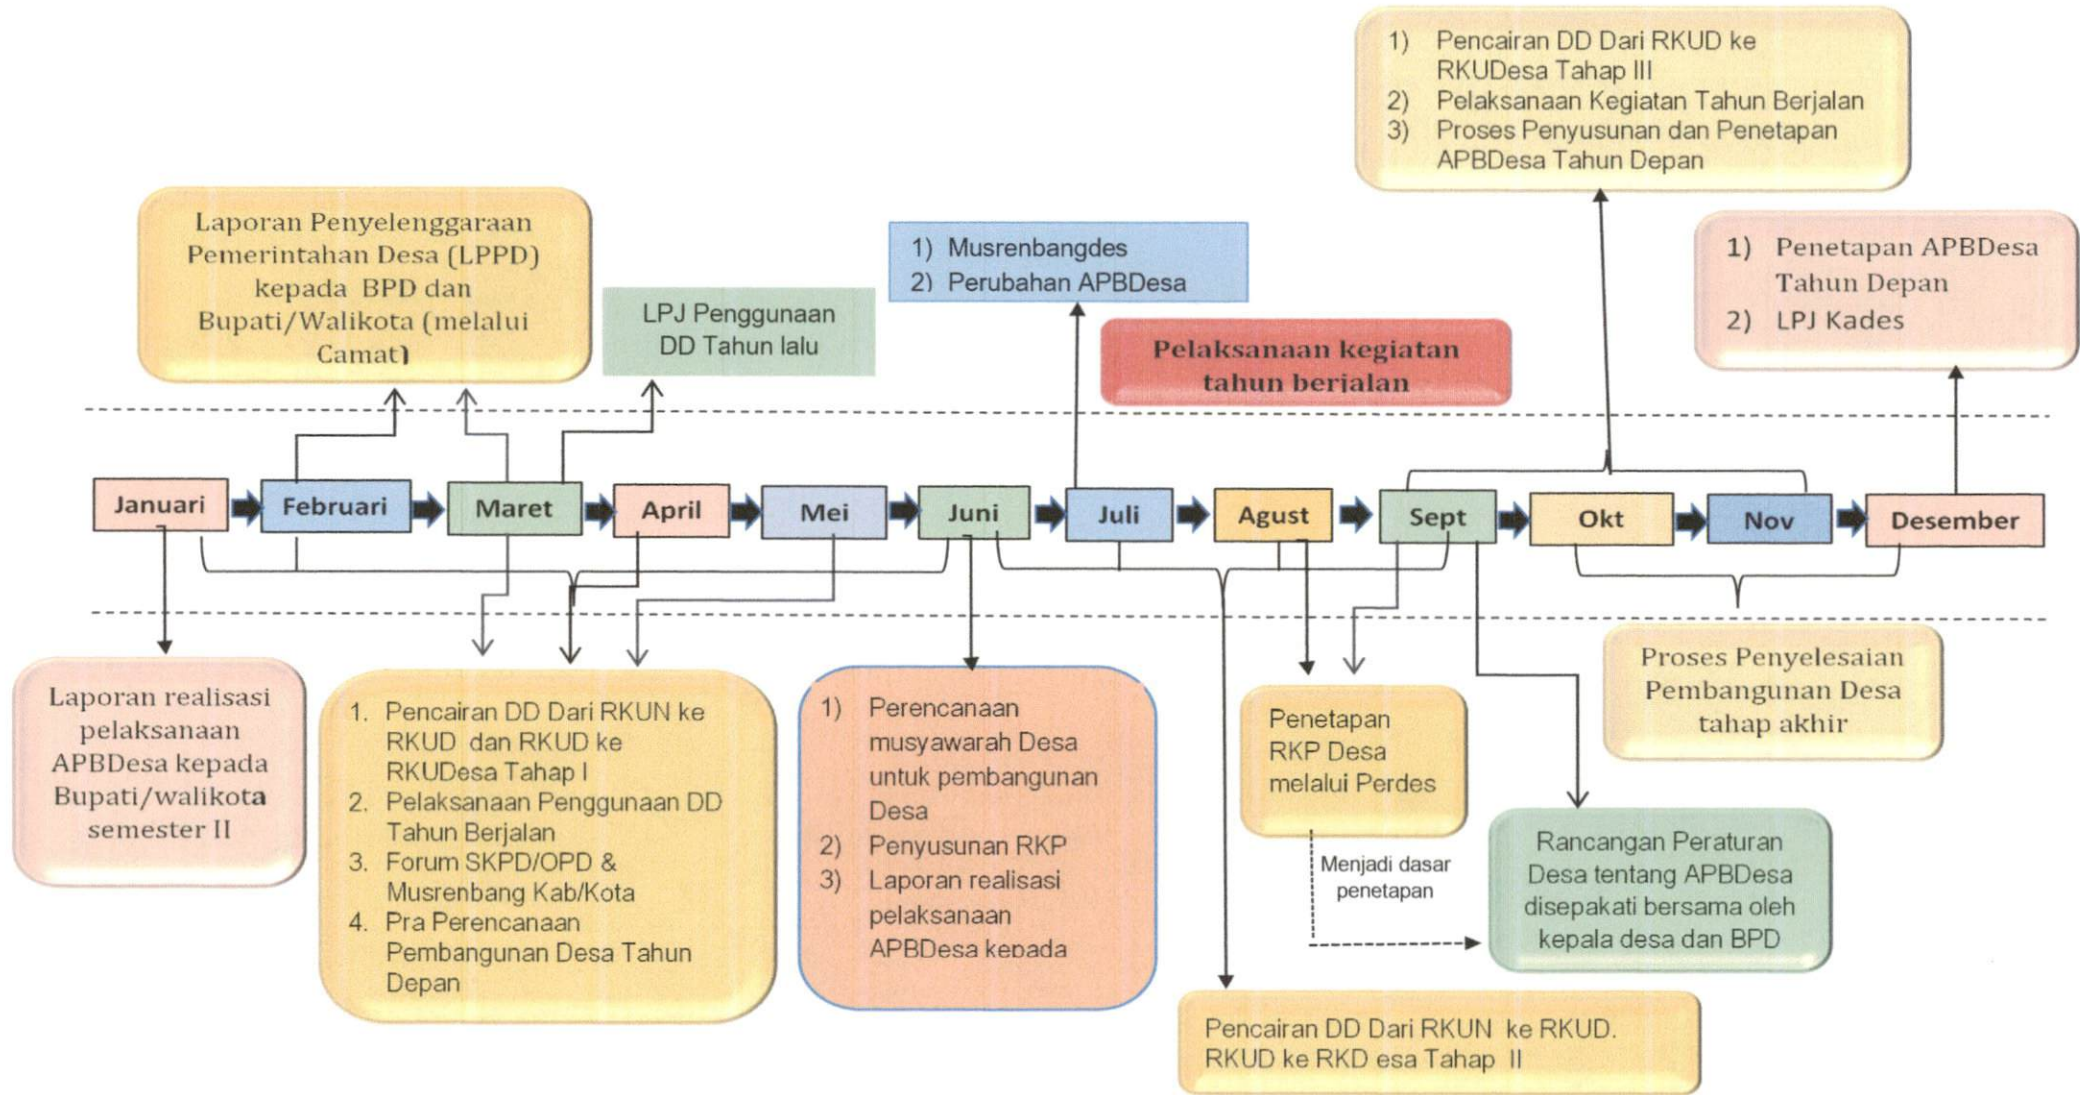 1) Pencairan DD Dari RKUD ke
RKUDesa Tahap III
2) Pelaksanaan Kegiatan Tahun Berjalan
3) Proses Penyusunan dan Penetapan
APBDesa Tahun Depan
Laporan Penyelenggaraan
Pemerintahan Desa (LPPD)
kepada BPD dan
Bupati/Walikota (melalui
Camat)
LPJ Penggunaan
DD Tahun lalu
1) Musrenbangdes
2) Perubahan APBDesa
Pelaksanaan kegiatan
tahun berjalan
1) Penetapan APBDesa
Tahun Depan
2) LPJ Kades
Januari
Februari
Maret
April
Mei
Juni
Juli
Agust
Sept
Okt
Nov
Desember
Laporan realisasi
pelaksanaan
APBDesa kepada
Bupati/walikota
semester II
1. Pencairan DD Dari RKUN ke
RKUD dan RKUD ke
RKUDesa Tahap I
2. Pelaksanaan Penggunaan DD
Tahun Berjalan
3. Forum SKPD/OPD &
Musrenbang Kab/Kota
4. Pra Perencanaan
Pembangunan Desa Tahun
Depan
1) Perencanaan
musyawarah Desa
untuk pembangunan
Desa
2) Penyusunan RKP
3) Laporan realisasi
pelaksanaan
APBDesa kepada
Penetapan
RKP Desa
melalui Perdes
Menjadi dasar
penetapan
Proses Penyelesaian
Pembangunan Desa
tahap akhir
Rancangan Peraturan
Desa tentang APBDesa
disepakati bersama oleh
kepala desa dan BPD
Pencairan DD Dari RKUN ke RKUD.
RKUD ke RKD esa Tahap II